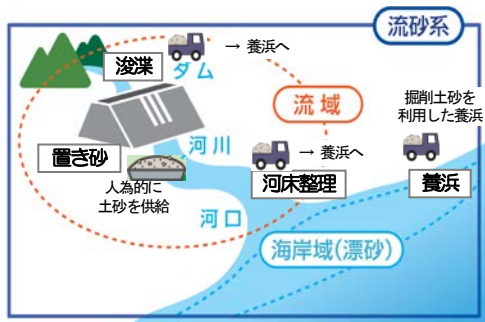 流砂系
→ 養浜へ
浚渫
ダム
掘削土砂を
利用した養浜
流域
置き砂
河川
→ 養浜へ
人為的に
土砂を供給
河床整理
養浜
河口
海岸域(漂砂)